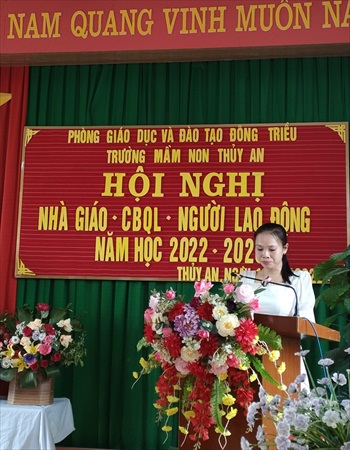 NAM QUANG VINH MUÔN NĂ
PHÒNG GIÁO DỤC VÀ ĐÀO TẠO ĐÔNG TRIỀU
TRƯỜNG MẦM NON THỦY AN
HỘI NGHỊ
NHÀ GIÁO - CBQL - NGƯỜI LAO ĐỘNG
NĂM HỌC 2022 - 202
THỦY AN